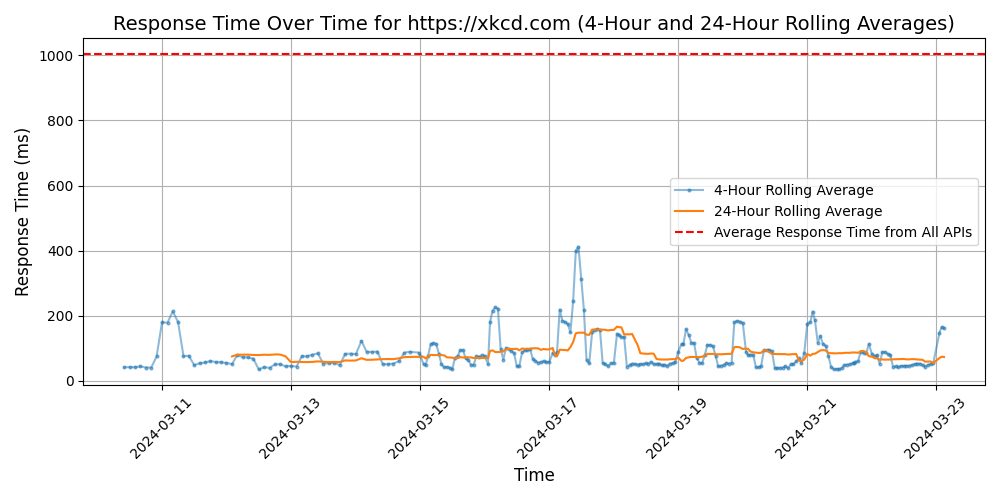 Response Time Over Time for https://xkcd.com (4-Hour and 24-Hour Rolling Averages)
Response Time (ms)
1000
800
600
400
200
0
4-Hour Rolling Average
24-Hour Rolling Average
Average Response Time from All APIs
2024-03-11
2024-03-13
2024-03-15
2024-03-17
2024-03-19
2024-03-21
2024-03-23
Time